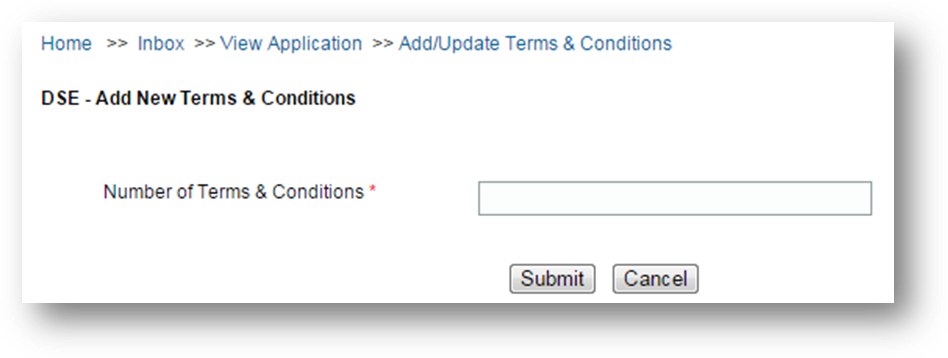 Home >> Inbox >> View Application >> Add/Update Terms & Conditions
DSE - Add New Terms & Conditions
Number of Terms & Conditions *
Submit Cancel